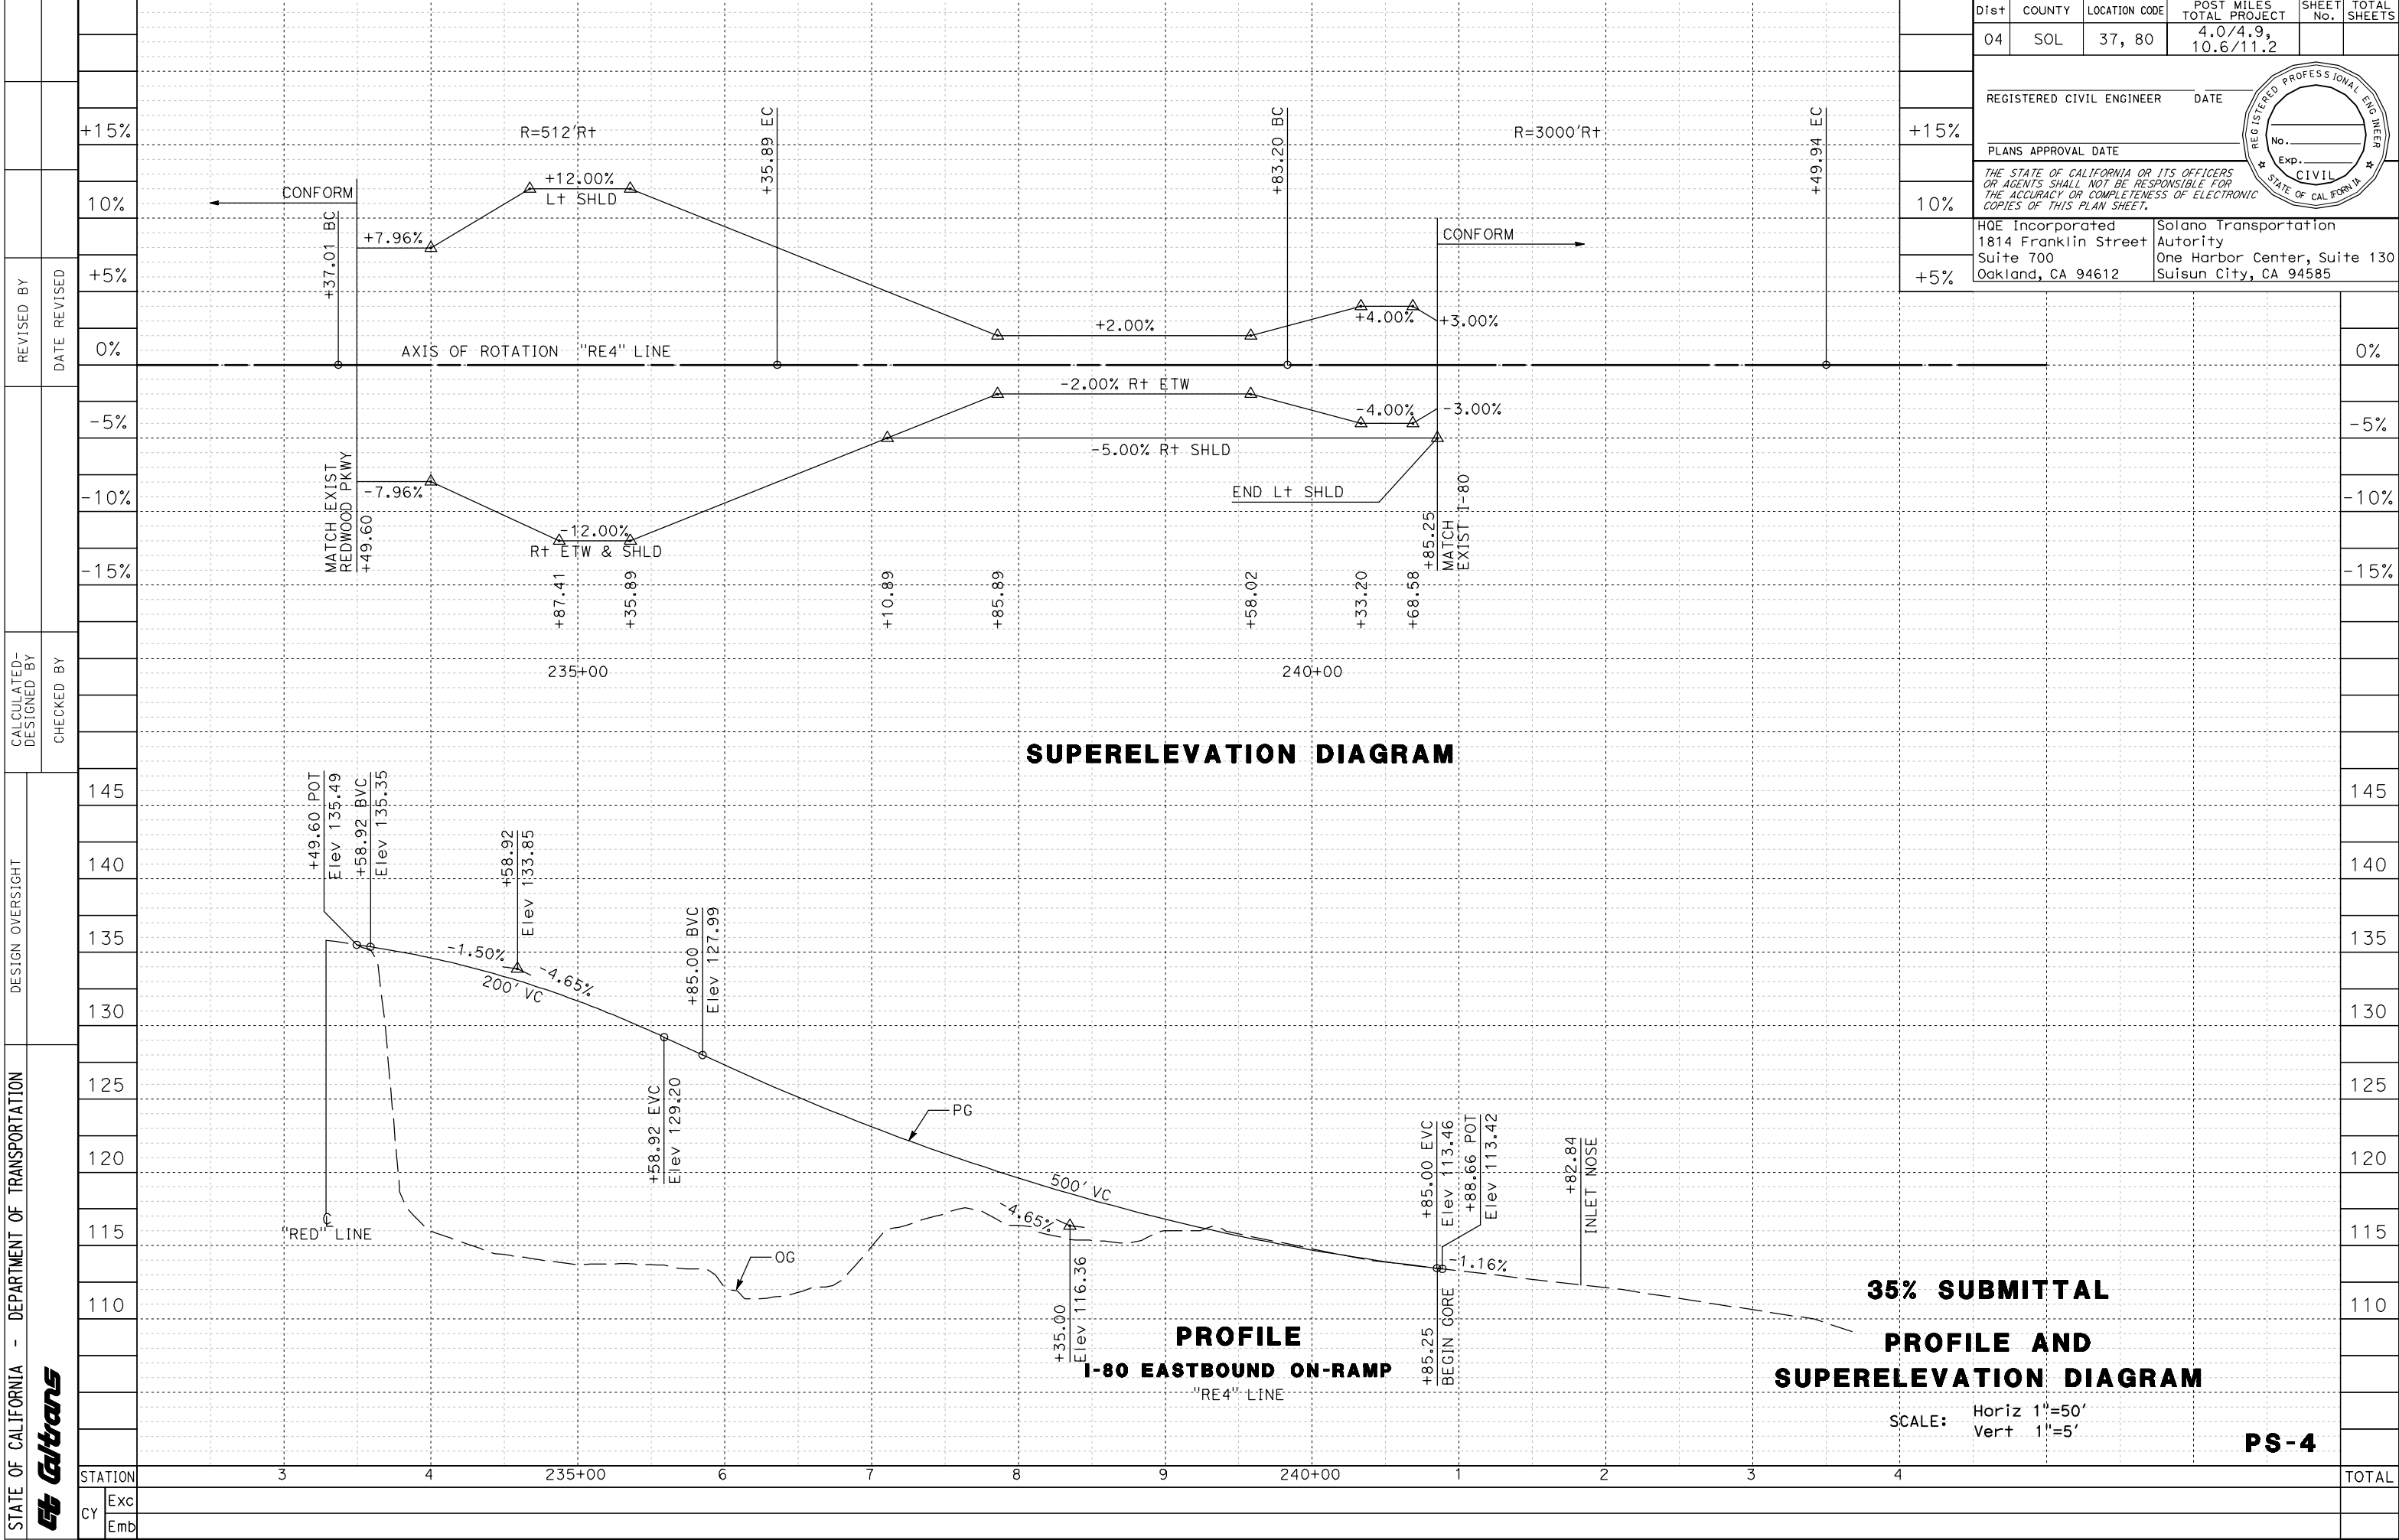 Dist COUNTY LOCATION CODE POST MILES TOTAL PROJECT SHEET No. TOTAL SHEETS
04 SOL 37, 80 4.0/4.9, 10.6/11.2
REGISTERED CIVIL ENGINEER DATE
PLANS APPROVAL DATE
REGISTERED PROFESSIONAL ENGINEER
No.
Exp.
CIVIL
STATE OF CALIFORNIA
THE STATE OF CALIFORNIA OR ITS OFFICERS
OR AGENTS SHALL NOT BE RESPONSIBLE FOR
THE ACCURACY OR COMPLETENESS OF ELECTRONIC
COPIES OF THIS PLAN SHEET.
HQE Incorporated
1814 Franklin Street
Suite 700
Oakland, CA 94612
Solano Transportation
Autority
One Harbor Center, Suite 130
Suisun City, CA 94585
REVISED BY
DATE REVISED
CALCULATED-
DESIGNED BY
CHECKED BY
DESIGN OVERSIGHT
STATE OF CALIFORNIA - DEPARTMENT OF TRANSPORTATION
Et Caltrans
+15%
10%
+5%
0%
-5%
-10%
-15%
+15%
10%
+5%
0%
-5%
-10%
-15%
R=512'Rt
R=3000'Rt
+35.89 EC
+83.20 BC
+49.94 EC
CONFORM
+37.01 BC
+7.96%
+12.00%
Lt SHLD
+2.00%
+4.00%
+3.00%
CONFORM
AXIS OF ROTATION "RE4" LINE
-2.00% Rt ETW
-4.00%
-3.00%
-5.00% Rt SHLD
END Lt SHLD
-7.96%
-12.00%
Rt ETW & SHLD
MATCH EXIST
REDWOOD PKWY
+49.60
+85.25
MATCH
EXIST I-80
+87.41
+35.89
+10.89
+85.89
+58.02
+33.20
+68.58
235+00
240+00
SUPERELEVATION DIAGRAM
145
140
135
130
125
120
115
110
145
140
135
130
125
120
115
110
+49.60 POT
Elev 135.49
+58.92 BVC
Elev 135.35
+58.92
Elev 133.85
-1.50%
-4.65%
200' VC
+85.00 BVC
Elev 127.99
+58.92 EVC
Elev 129.20
PG
500' VC
-4.65%
+35.00
Elev 116.36
OG
℄
"RED" LINE
+85.00 EVC
Elev 113.46
+88.66 POT
Elev 113.42
-1.16%
+82.84
INLET NOSE
+85.25
BEGIN GORE
PROFILE
I-80 EASTBOUND ON-RAMP
"RE4" LINE
35% SUBMITTAL
PROFILE AND
SUPERELEVATION DIAGRAM
SCALE: Horiz 1"=50'
Vert 1"=5'
PS-4
STATION 3 4 235+00 6 7 8 9 240+00 1 2 3 4 TOTAL
CY
Exc
Emb